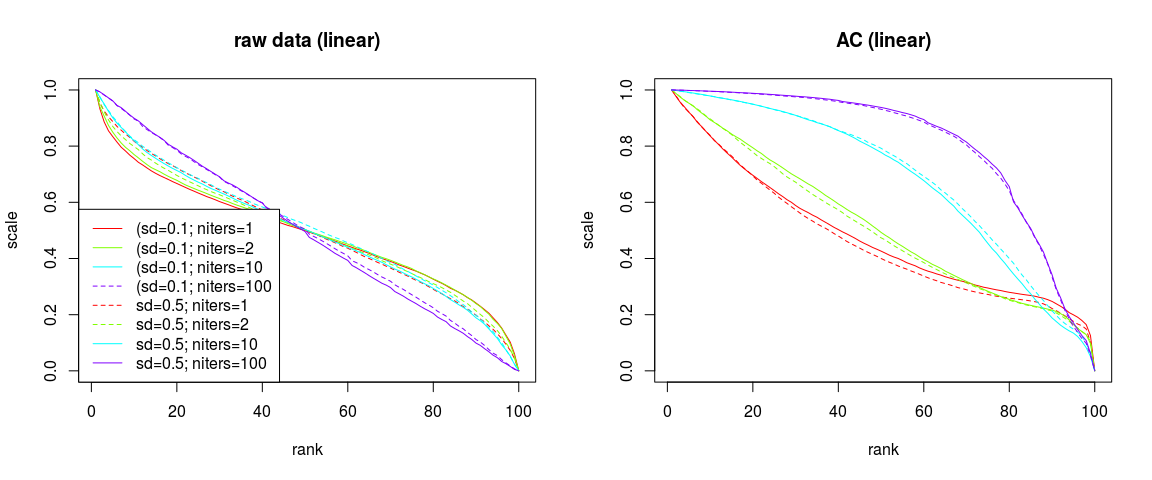 raw data (linear)
scale
0.0 0.2 0.4 0.6 0.8 1.0
(sd=0.1; niters=1
(sd=0.1; niters=2
(sd=0.1; niters=10
(sd=0.1; niters=100
sd=0.5; niters=1
sd=0.5; niters=2
sd=0.5; niters=10
sd=0.5; niters=100
0 20 40 60 80 100
rank
AC (linear)
scale
0.0 0.2 0.4 0.6 0.8 1.0
0 20 40 60 80 100
rank